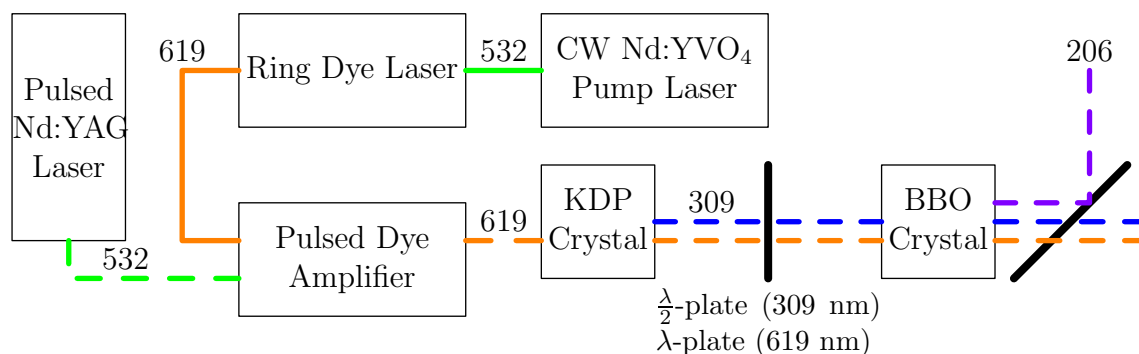 Pulsed
Nd:YAG
Laser
619
Ring Dye Laser
532
CW Nd:YVO₄
Pump Laser
206
532
Pulsed Dye
Amplifier
619
KDP
Crystal
309
BBO
Crystal
λ/2-plate (309 nm)
λ-plate (619 nm)